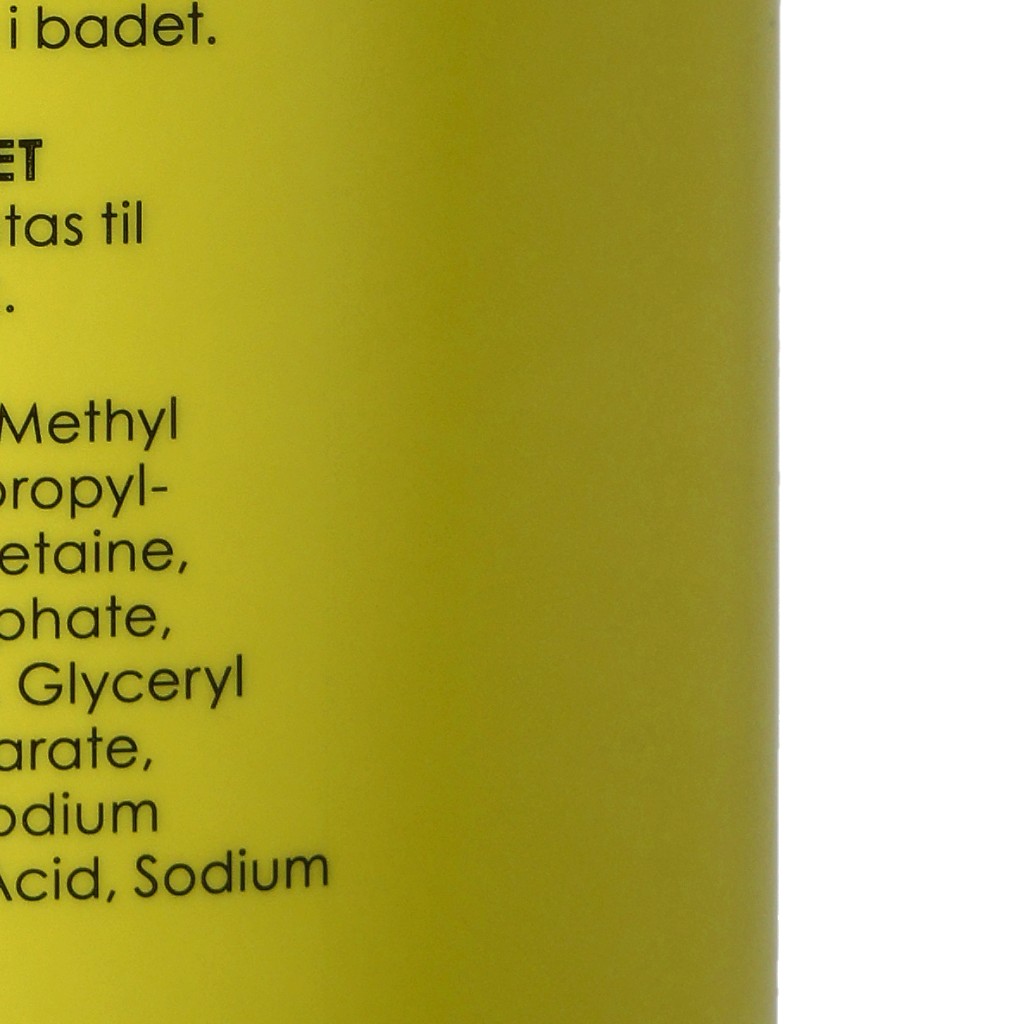 i badet.
ET
tas til
.
Methyl
propyl-
etaine,
phate,
Glyceryl
arate,
odium
Acid, Sodium